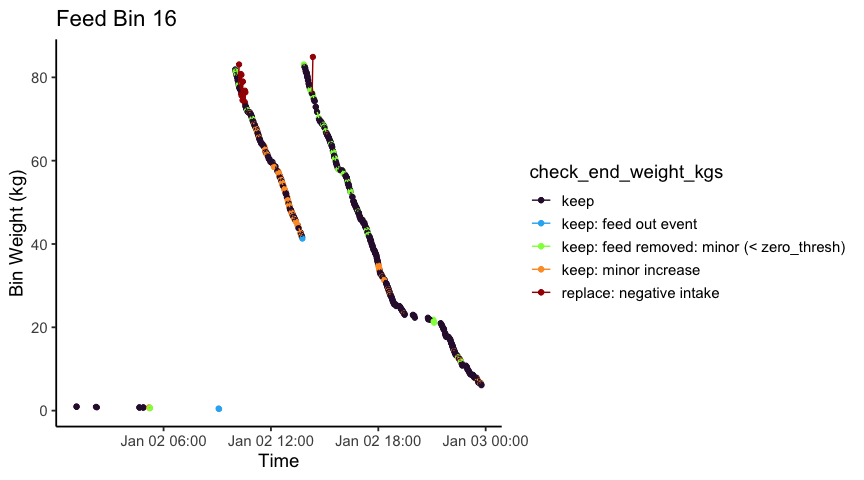 Feed Bin 16
Bin Weight (kg)
80
60
40
20
0
Jan 02 06:00 Jan 02 12:00 Jan 02 18:00 Jan 03 00:00
Time
check_end_weight_kgs
keep
keep: feed out event
keep: feed removed: minor (< zero_thresh)
keep: minor increase
replace: negative intake